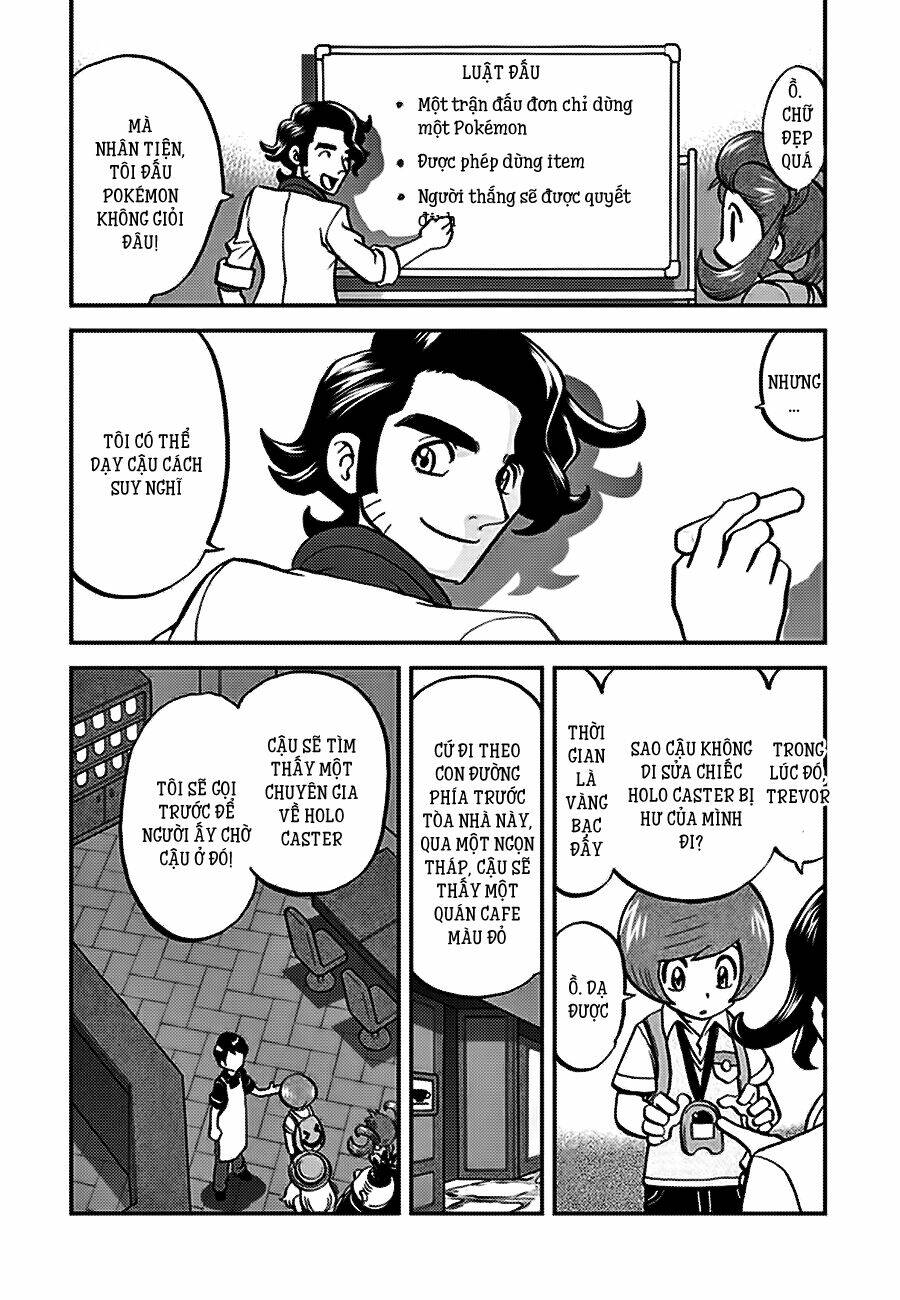 Ồ.
CHỮ
ĐẸP
QUÁ
LUẬT ĐẤU
• Một trận đấu đơn chỉ dừng
một Pokémon
• Được phép dùng item
• Người thắng sẽ được quyết
định
MÀ
NHÂN TIỆN,
TÔI ĐẤU
POKÉMON
KHÔNG GIỎI
ĐÂU!
NHƯNG
...
TÔI CÓ THỂ
DẠY CẬU CÁCH
SUY NGHĨ
TRONG
LÚC ĐÓ,
TREVOR
SAO CẬU KHÔNG
ĐI SỬA CHIẾC
HOLO CASTER BỊ
HƯ CỦA MÌNH
ĐI?
THỜI
GIAN
LÀ
VÀNG
BẠC
ĐẤY
Ồ. DẠ
ĐƯỢC
CỨ ĐI THEO
CON ĐƯỜNG
PHÍA TRƯỚC
TÒA NHÀ NÀY,
QUA MỘT NGỌN
THÁP, CẬU SẼ
THẤY MỘT
QUÁN CAFE
MÀU ĐỎ
CẬU SẼ TÌM
THẤY MỘT
CHUYÊN GIA
VỀ HOLO
CASTER
TÔI SẼ GỌI
TRƯỚC ĐỂ
NGƯỜI ẤY CHỜ
CẬU Ở ĐÓ!